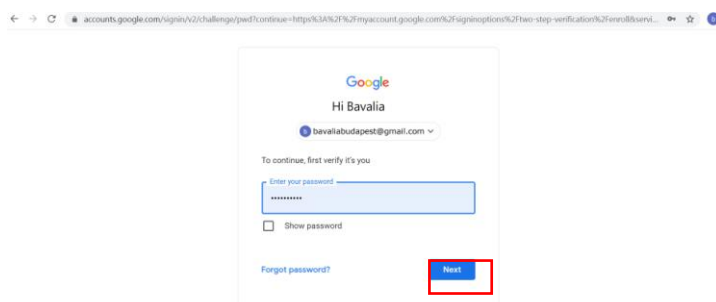 accounts.google.com/signin/v2/challenge/pwd?continue=https%3A%2F%2Fmyaccount.google.com%2Fsigninoptions%2Ftwo-step-verification%2Fenroll&servi...
Google
Hi Bavalia
b bavaliabudapest@gmail.com
To continue, first verify it's you
Enter your password
••••••••••
Show password
Forgot password? Next